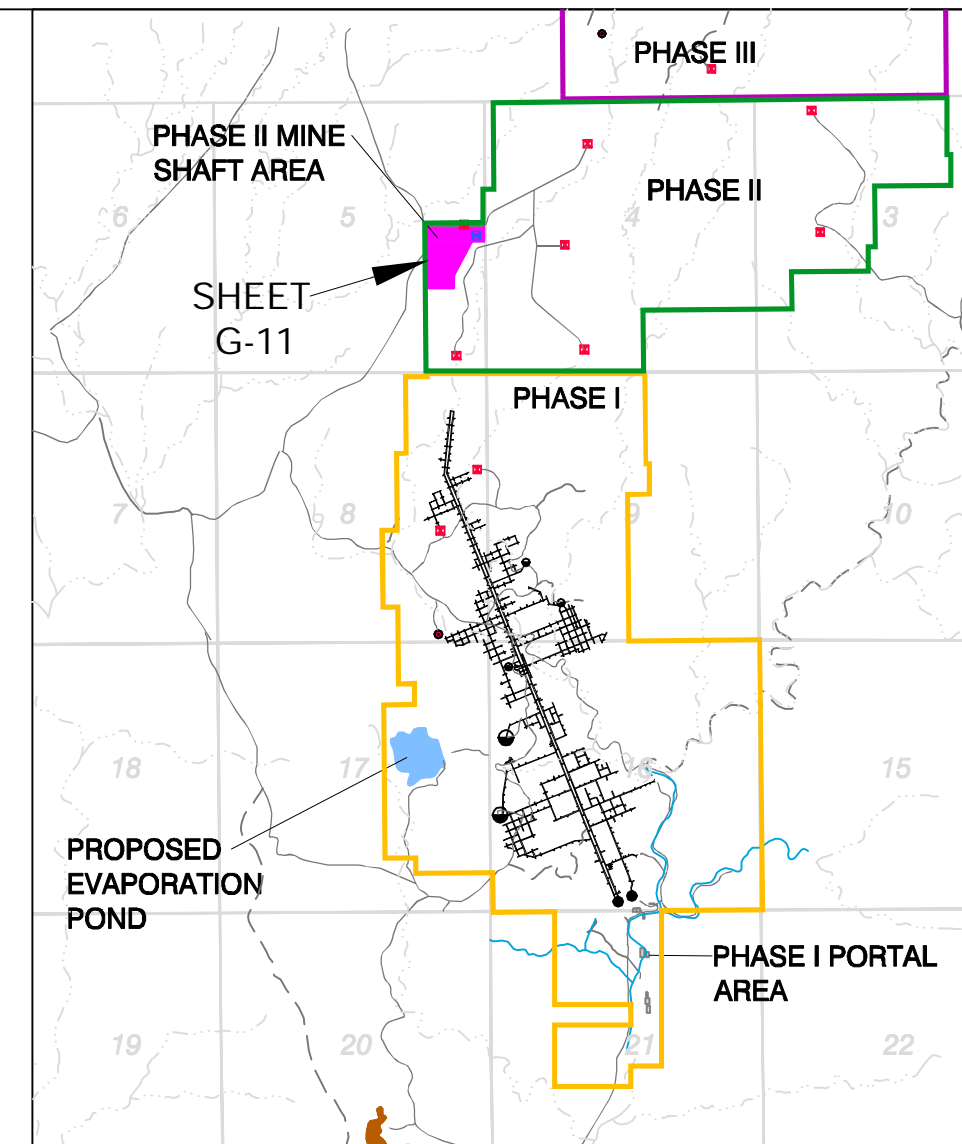 PHASE III
PHASE II MINE
SHAFT AREA
PHASE II
6
5
4
3
SHEET
G-11
PHASE I
7
8
9
10
18
17
16
15
PROPOSED
EVAPORATION
POND
PHASE I PORTAL
AREA
19
20
21
22